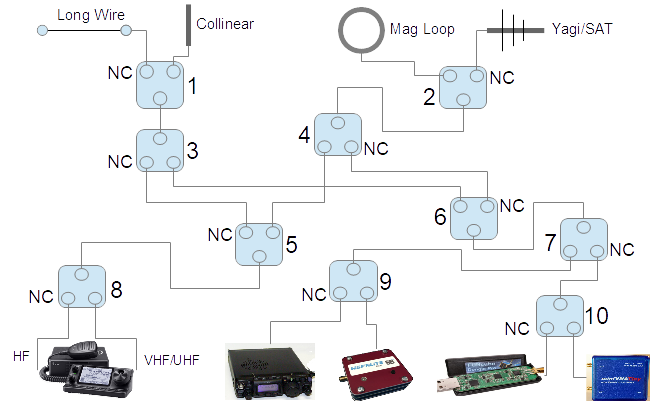 Long Wire
Collinear
Mag Loop
Yagi/SAT
NC
1
NC
2
4
NC
NC
3
6
NC
NC
5
7
NC
NC
8
NC
9
NC
10
HF
VHF/UHF